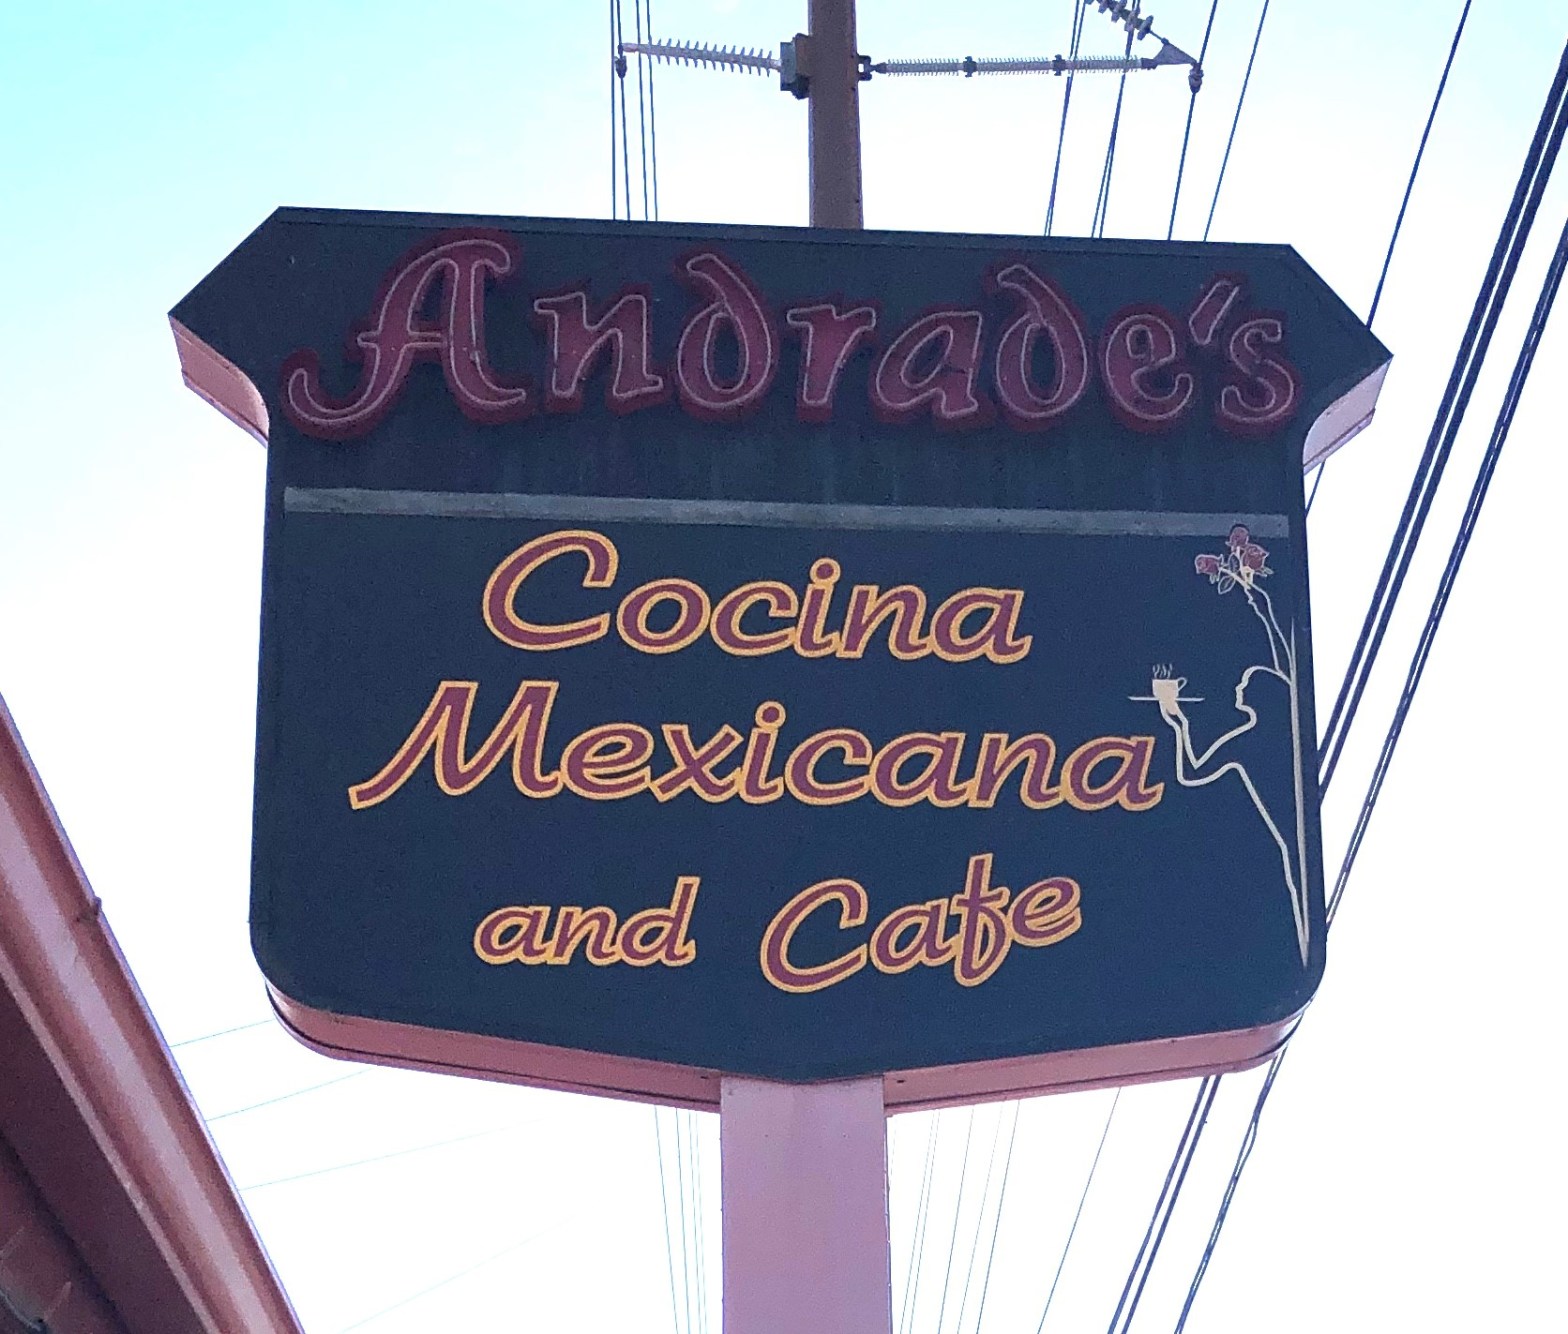 Andrade's
Cocina
Mexicana
and Cafe